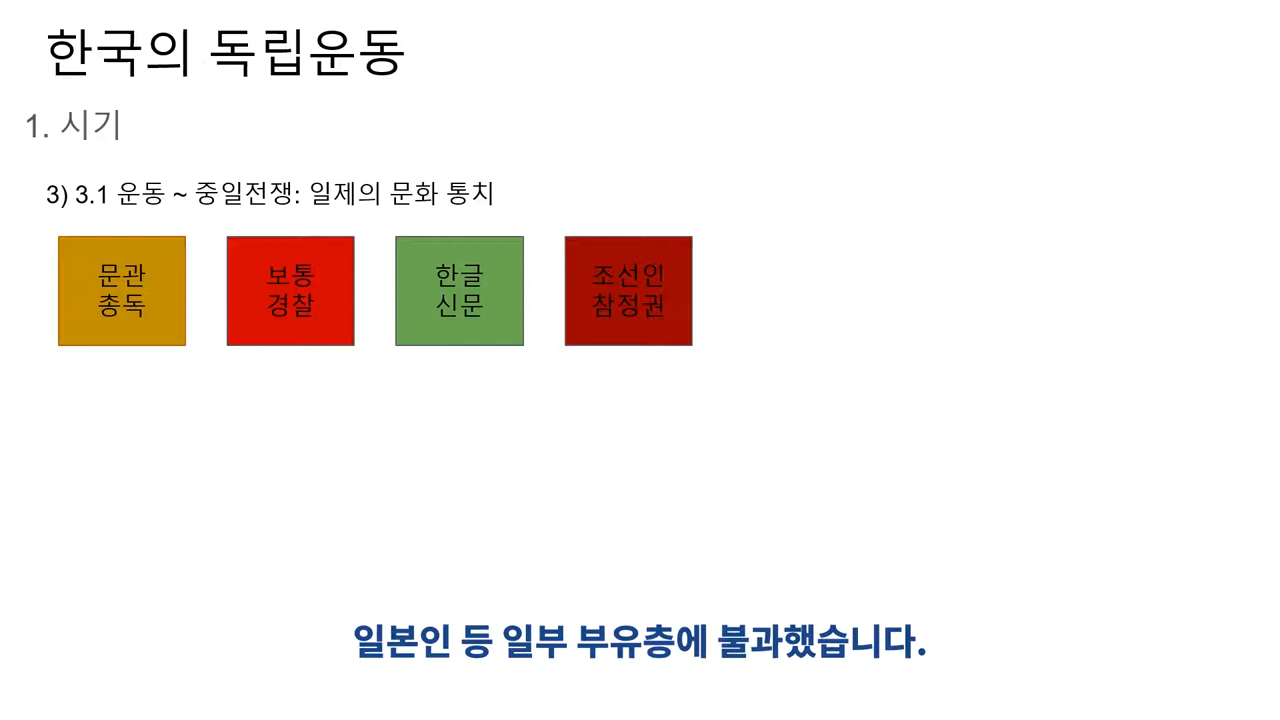 한국의 독립운동
1. 시기
3) 3.1 운동 ~ 중일전쟁: 일제의 문화 통치
문관
총독
보통
경찰
한글
신문
조선인
참정권
일본인 등 일부 부유층에 불과했습니다.